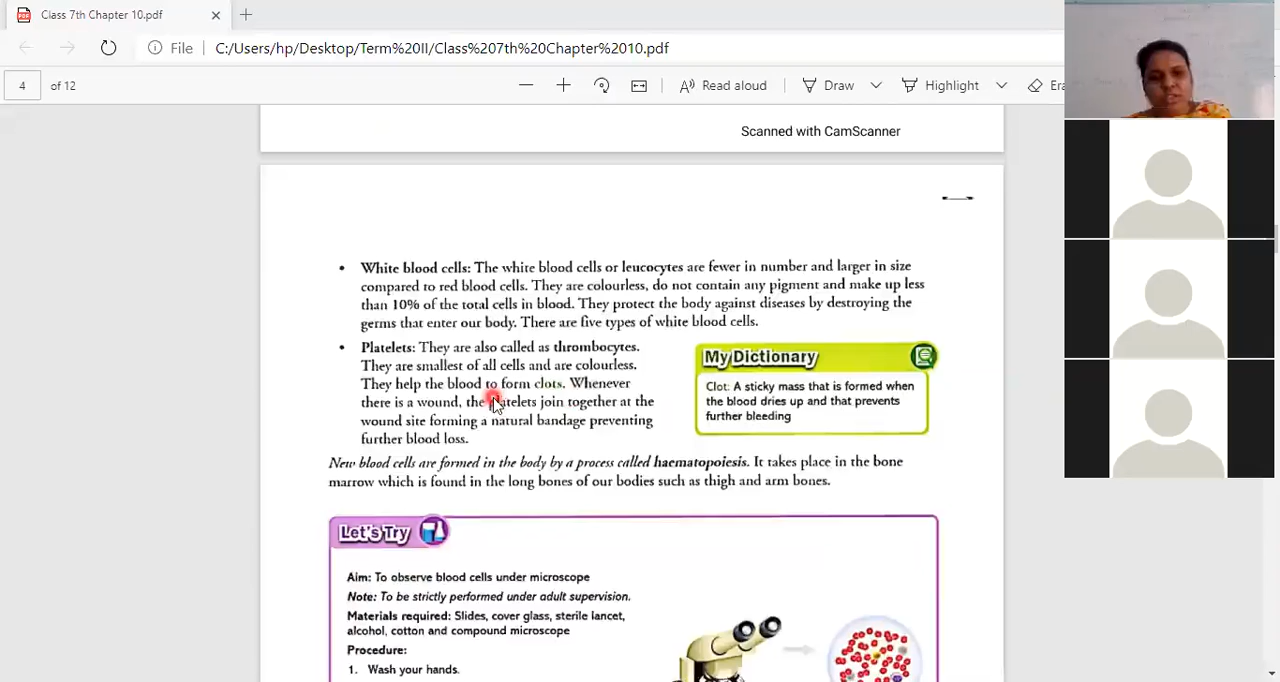 Class 7th Chapter 10.pdf
File
C:/Users/hp/Desktop/Term%20II/Class%207th%20Chapter%2010.pdf
4 of 12
Read aloud
Draw
Highlight
Era
Scanned with CamScanner
• White blood cells: The white blood cells or leucocytes are fewer in number and larger in size
compared to red blood cells. They are colourless, do not contain any pigment and make up less
than 10% of the total cells in blood. They protect the body against diseases by destroying the
germs that enter our body. There are five types of white blood cells.
• Platelets: They are also called as thrombocytes.
They are smallest of all cells and are colourless.
They help the blood to form clots. Whenever
there is a wound, the platelets join together at the
wound site forming a natural bandage preventing
further blood loss.
My Dictionary
Clot: A sticky mass that is formed when
the blood dries up and that prevents
further bleeding
New blood cells are formed in the body by a process called haematopoiesis. It takes place in the bone
marrow which is found in the long bones of our bodies such as thigh and arm bones.
Let's Try
Aim: To observe blood cells under microscope
Note: To be strictly performed under adult supervision.
Materials required: Slides, cover glass, sterile lancet,
alcohol, cotton and compound microscope
Procedure:
1. Wash your hands.